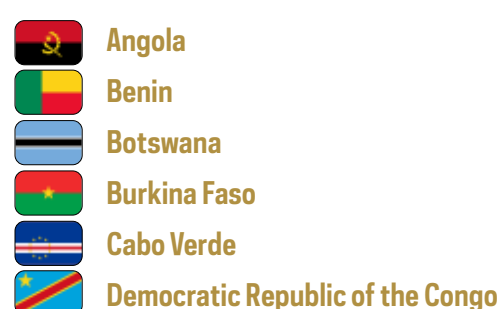 Angola
Benin
Botswana
Burkina Faso
Cabo Verde
Democratic Republic of the Congo